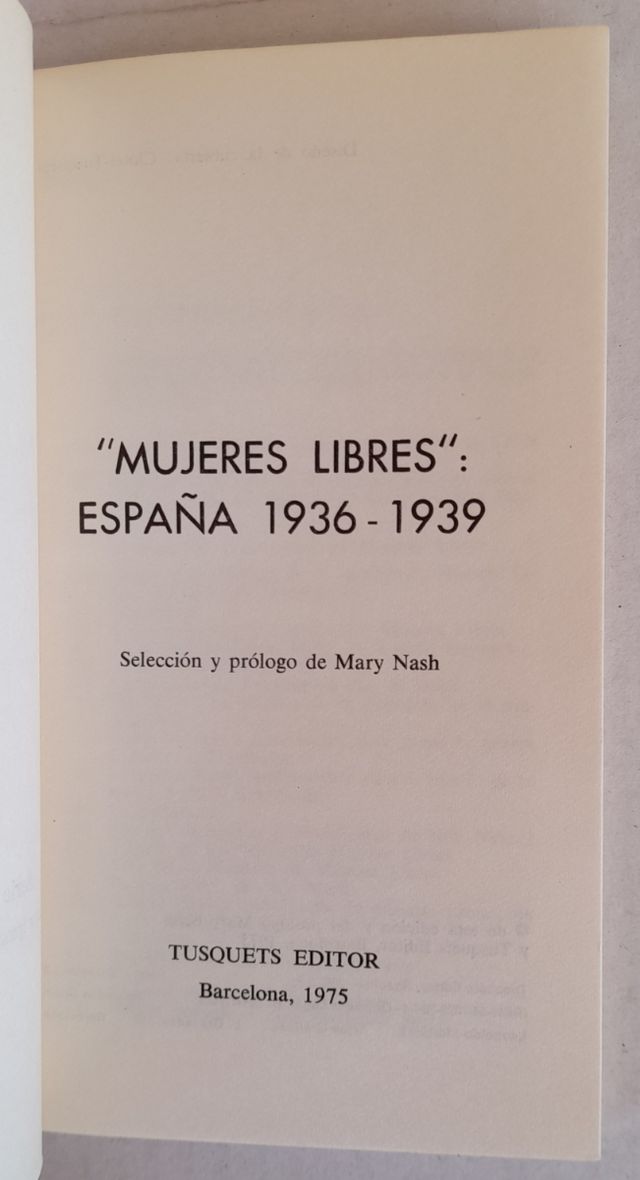 "MUJERES LIBRES":
ESPAÑA 1936 - 1939
Selección y prólogo de Mary Nash
TUSQUETS EDITOR
Barcelona, 1975